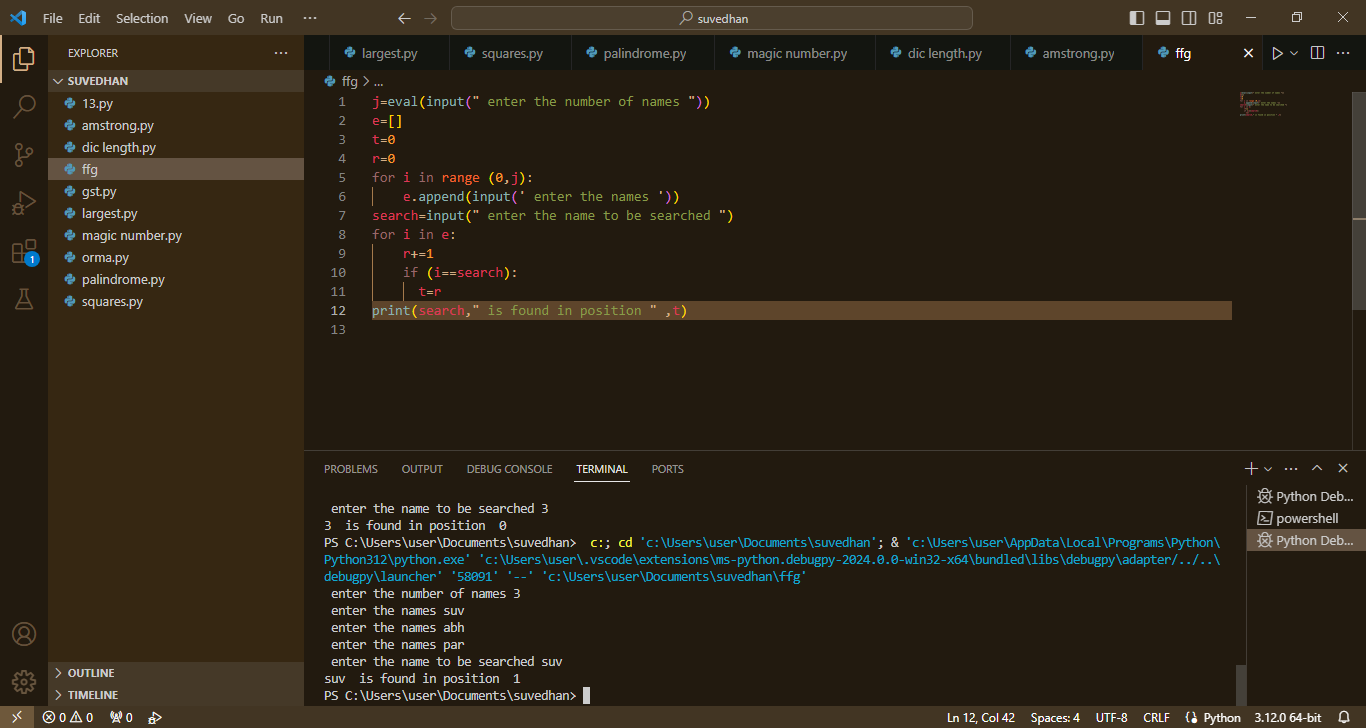 File Edit Selection View Go Run ··· suvedhan
EXPLORER ···
SUVEDHAN
13.py
amstrong.py
dic length.py
ffg
gst.py
largest.py
magic number.py
orma.py
palindrome.py
squares.py
OUTLINE
TIMELINE
1
largest.py squares.py palindrome.py magic number.py dic length.py amstrong.py ffg
ffg > ...
1 j=eval(input(" enter the number of names "))
2 e=[]
3 t=0
4 r=0
5 for i in range (0,j):
6     e.append(input(' enter the names '))
7 search=input(" enter the name to be searched ")
8 for i in e:
9     r+=1
10     if (i==search):
11       t=r
12 print(search," is found in position " ,t)
13
PROBLEMS OUTPUT DEBUG CONSOLE TERMINAL PORTS
 enter the name to be searched 3
3  is found in position  0
PS C:\Users\user\Documents\suvedhan>  c:; cd 'c:\Users\user\Documents\suvedhan'; & 'c:\Users\user\AppData\Local\Programs\Python\
Python312\python.exe' 'c:\Users\user\.vscode\extensions\ms-python.debugpy-2024.0.0-win32-x64\bundled\libs\debugpy\adapter/../..\
debugpy\launcher' '58091' '--' 'c:\Users\user\Documents\suvedhan\ffg'
 enter the number of names 3
 enter the names suv
 enter the names abh
 enter the names par
 enter the name to be searched suv
suv  is found in position  1
PS C:\Users\user\Documents\suvedhan>
Python Deb...
powershell
Python Deb...
0 0 0 Ln 12, Col 42 Spaces: 4 UTF-8 CRLF Python 3.12.0 64-bit